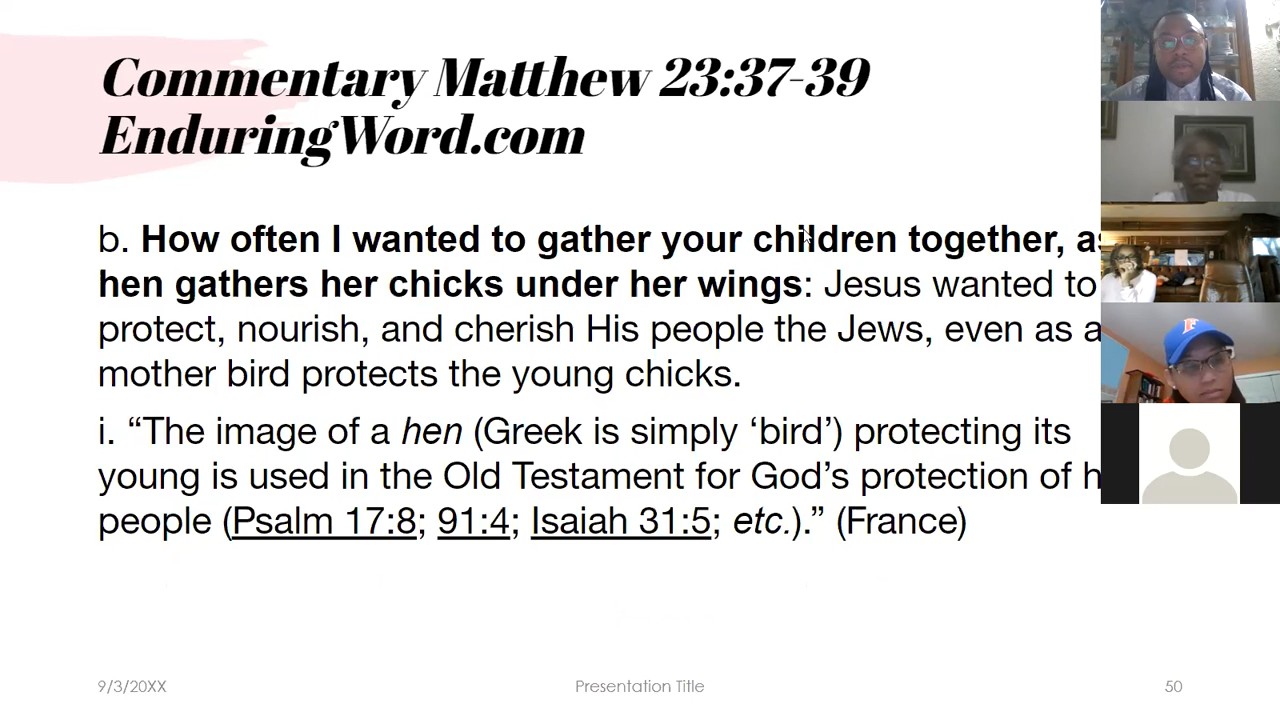 Commentary Matthew 23:37-39
EnduringWord.com
b. How often I wanted to gather your children together,
hen gathers her chicks under her wings: Jesus wanted to
protect, nourish, and cherish His people the Jews, even as a
mother bird protects the young chicks.
i. “The image of a hen (Greek is simply ‘bird’) protecting its
young is used in the Old Testament for God’s protection of
people (Psalm 17:8; 91:4; Isaiah 31:5; etc.).” (France)
9/3/20XX
Presentation Title
50